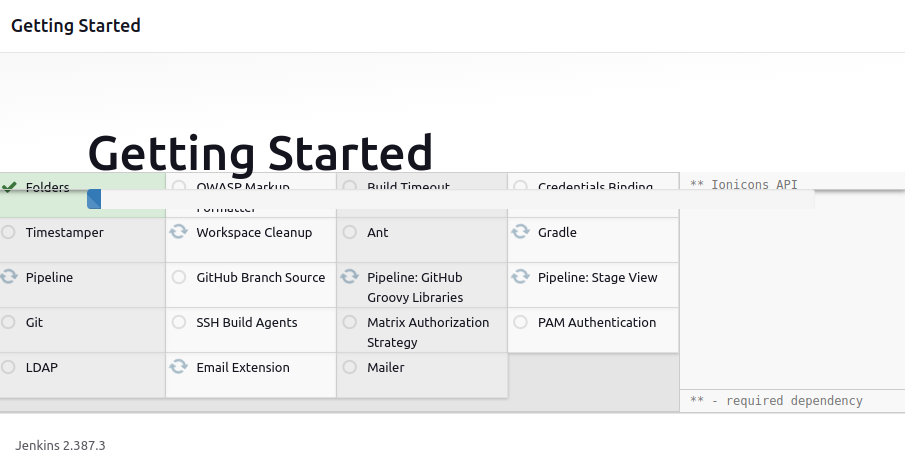 Getting Started
Getting Started
Folders
OWASP Markup
Formatter
Build Timeout
Credentials Binding
** Ionicons API
Timestamper
Workspace Cleanup
Ant
Gradle
Pipeline
GitHub Branch Source
Pipeline: GitHub
Groovy Libraries
Pipeline: Stage View
Git
SSH Build Agents
Matrix Authorization
Strategy
PAM Authentication
LDAP
Email Extension
Mailer
** - required dependency
Jenkins 2.387.3